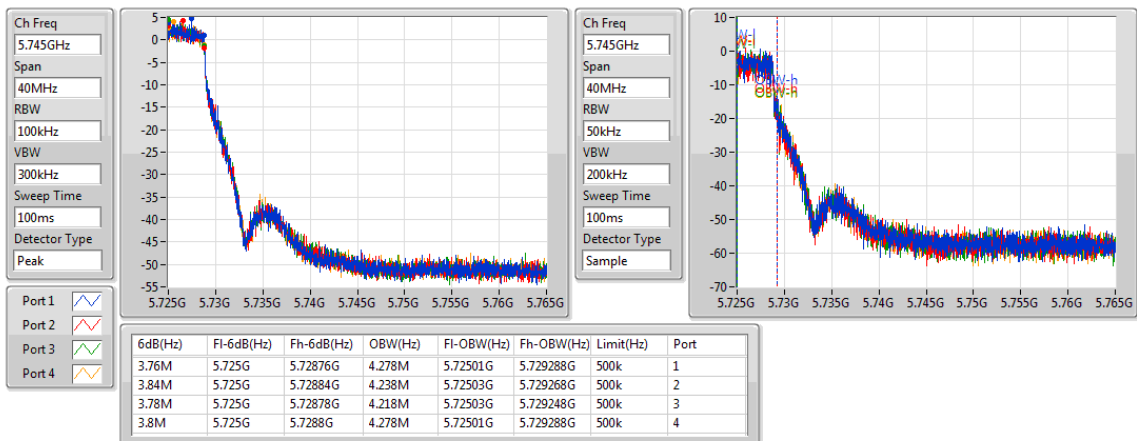 Ch Freq
5.745GHz
Span
40MHz
RBW
100kHz
VBW
300kHz
Sweep Time
100ms
Detector Type
Peak
5
0
-5
-10
-15
-20
-25
-30
-35
-40
-45
-50
-55
5.725G 5.73G 5.735G 5.74G 5.745G 5.75G 5.755G 5.76G 5.765G
Ch Freq
5.745GHz
Span
40MHz
RBW
50kHz
VBW
200kHz
Sweep Time
100ms
Detector Type
Sample
10
0
-10
-20
-30
-40
-50
-60
-70
OBW-h
OBW-h
5.725G 5.73G 5.735G 5.74G 5.745G 5.75G 5.755G 5.76G 5.765G
Port 1
Port 2
Port 3
Port 4
6dB(Hz) Fl-6dB(Hz) Fh-6dB(Hz) OBW(Hz) Fl-OBW(Hz) Fh-OBW(Hz) Limit(Hz) Port
3.76M 5.725G 5.72876G 4.278M 5.72501G 5.729288G 500k 1
3.84M 5.725G 5.72884G 4.238M 5.72503G 5.729268G 500k 2
3.78M 5.725G 5.72878G 4.218M 5.72503G 5.729248G 500k 3
3.8M 5.725G 5.7288G 4.278M 5.72501G 5.729288G 500k 4